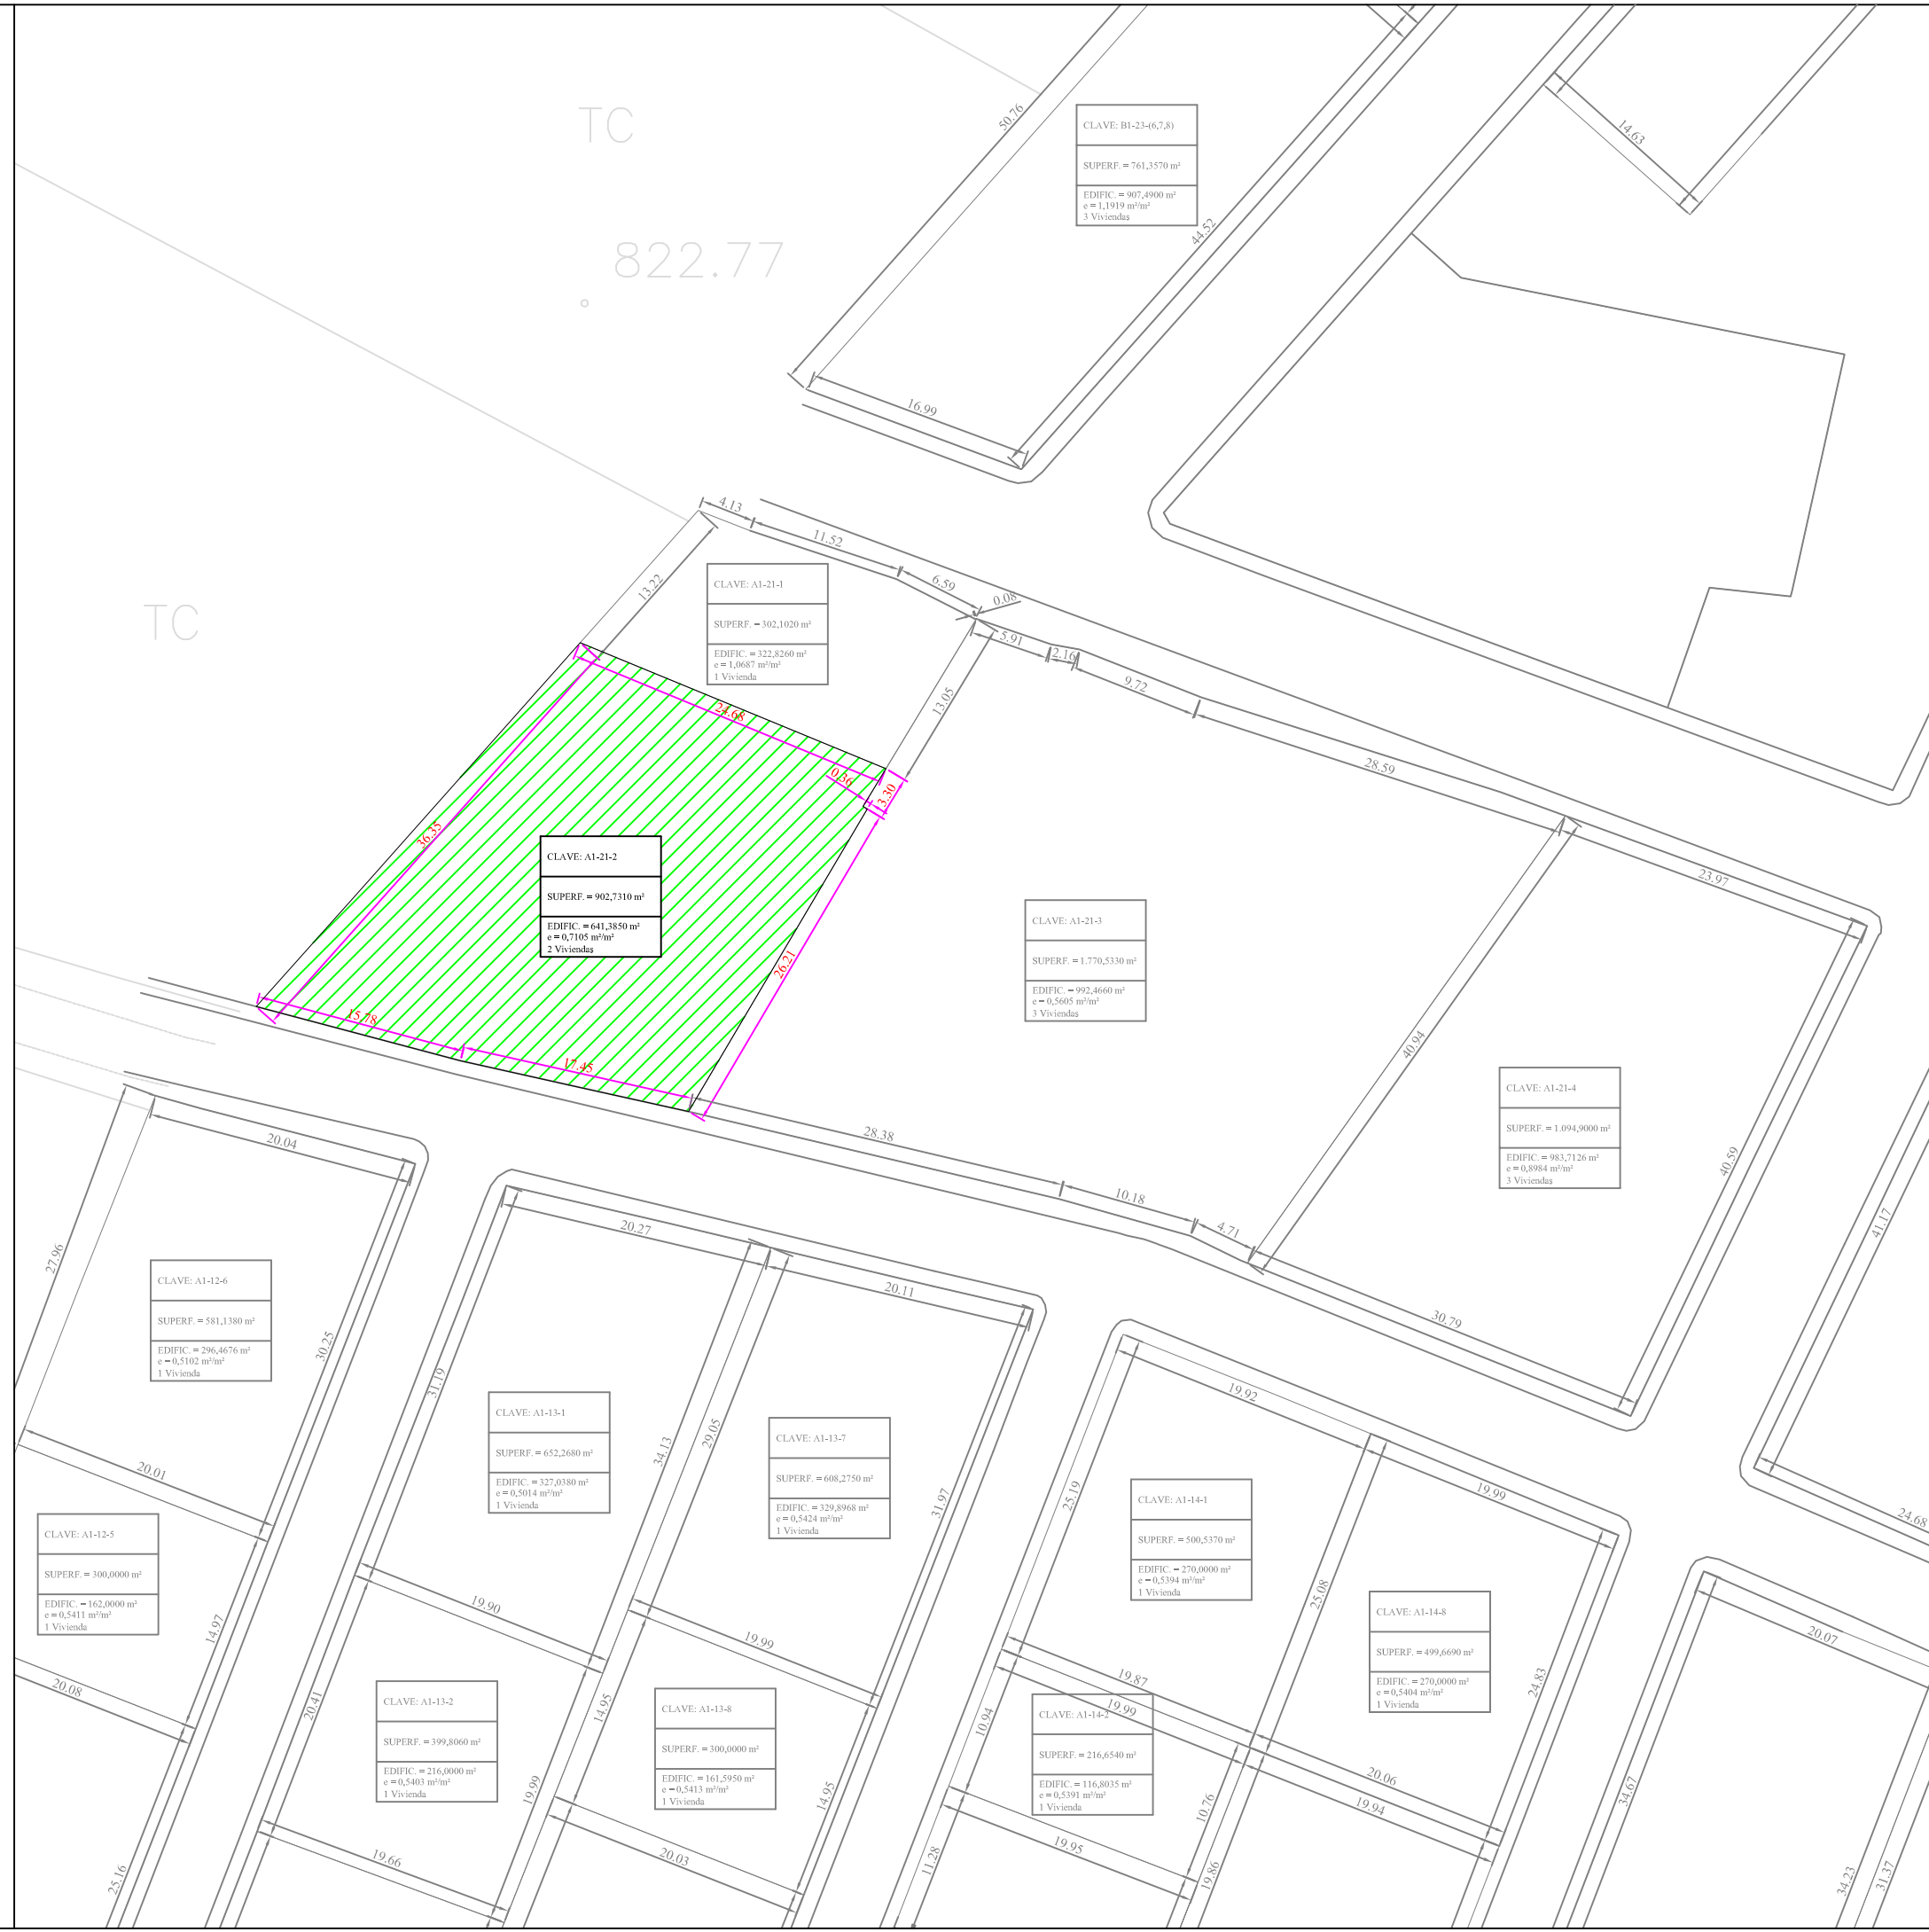 TC
50.76
CLAVE: B1-23-(6,7,8)
SUPERF. = 761,3570 m²
EDIFIC. = 907,4900 m²
e = 1,1919 m²/m²
3 Viviendas
14.63
44.52
822.77
16.99
4.13
11.52
6.59
0.08
13.22
CLAVE: A1-21-1
SUPERF. = 302,1020 m²
EDIFIC. = 322,8260 m²
e = 1,0687 m²/m²
1 Vivienda
TC
5.91
2.16
9.72
13.05
28.59
24.68
0.36
3.30
36.35
CLAVE: A1-21-2
SUPERF. = 902,7310 m²
EDIFIC. = 641,3850 m²
e = 0,7105 m²/m²
2 Viviendas
23.97
CLAVE: A1-21-3
SUPERF. = 1.770,5330 m²
EDIFIC. = 992,4660 m²
e = 0,5605 m²/m²
3 Viviendas
26.21
15.78
17.45
40.94
CLAVE: A1-21-4
SUPERF. = 1.094,9000 m²
EDIFIC. = 983,7126 m²
e = 0,8984 m²/m²
3 Viviendas
20.04
28.38
10.18
4.71
40.59
41.17
27.96
20.27
20.11
30.79
CLAVE: A1-12-6
SUPERF. = 581,1380 m²
EDIFIC. = 296,4676 m²
e = 0,5102 m²/m²
1 Vivienda
30.25
31.19
CLAVE: A1-13-1
SUPERF. = 652,2680 m²
EDIFIC. = 327,0380 m²
e = 0,5014 m²/m²
1 Vivienda
34.13
29.05
CLAVE: A1-13-7
SUPERF. = 608,2750 m²
EDIFIC. = 329,8968 m²
e = 0,5424 m²/m²
1 Vivienda
19.92
20.01
31.97
25.19
CLAVE: A1-14-1
SUPERF. = 500,5370 m²
EDIFIC. = 270,0000 m²
e = 0,5394 m²/m²
1 Vivienda
19.99
24.68
CLAVE: A1-12-5
SUPERF. = 300,0000 m²
EDIFIC. = 162,0000 m²
e = 0,5411 m²/m²
1 Vivienda
14.97
19.90
19.99
25.08
CLAVE: A1-14-8
SUPERF. = 499,6690 m²
EDIFIC. = 270,0000 m²
e = 0,5404 m²/m²
1 Vivienda
20.07
20.08
20.41
CLAVE: A1-13-2
SUPERF. = 399,8060 m²
EDIFIC. = 216,0000 m²
e = 0,5403 m²/m²
1 Vivienda
14.95
CLAVE: A1-13-8
SUPERF. = 300,0000 m²
EDIFIC. = 161,5950 m²
e = 0,5413 m²/m²
1 Vivienda
10.94
19.87
19.99
CLAVE: A1-14-2
SUPERF. = 216,6540 m²
EDIFIC. = 116,8035 m²
e = 0,5391 m²/m²
1 Vivienda
24.83
20.06
19.94
19.99
14.95
10.76
34.67
25.16
19.66
20.03
11.28
19.95
19.86
34.23
31.37